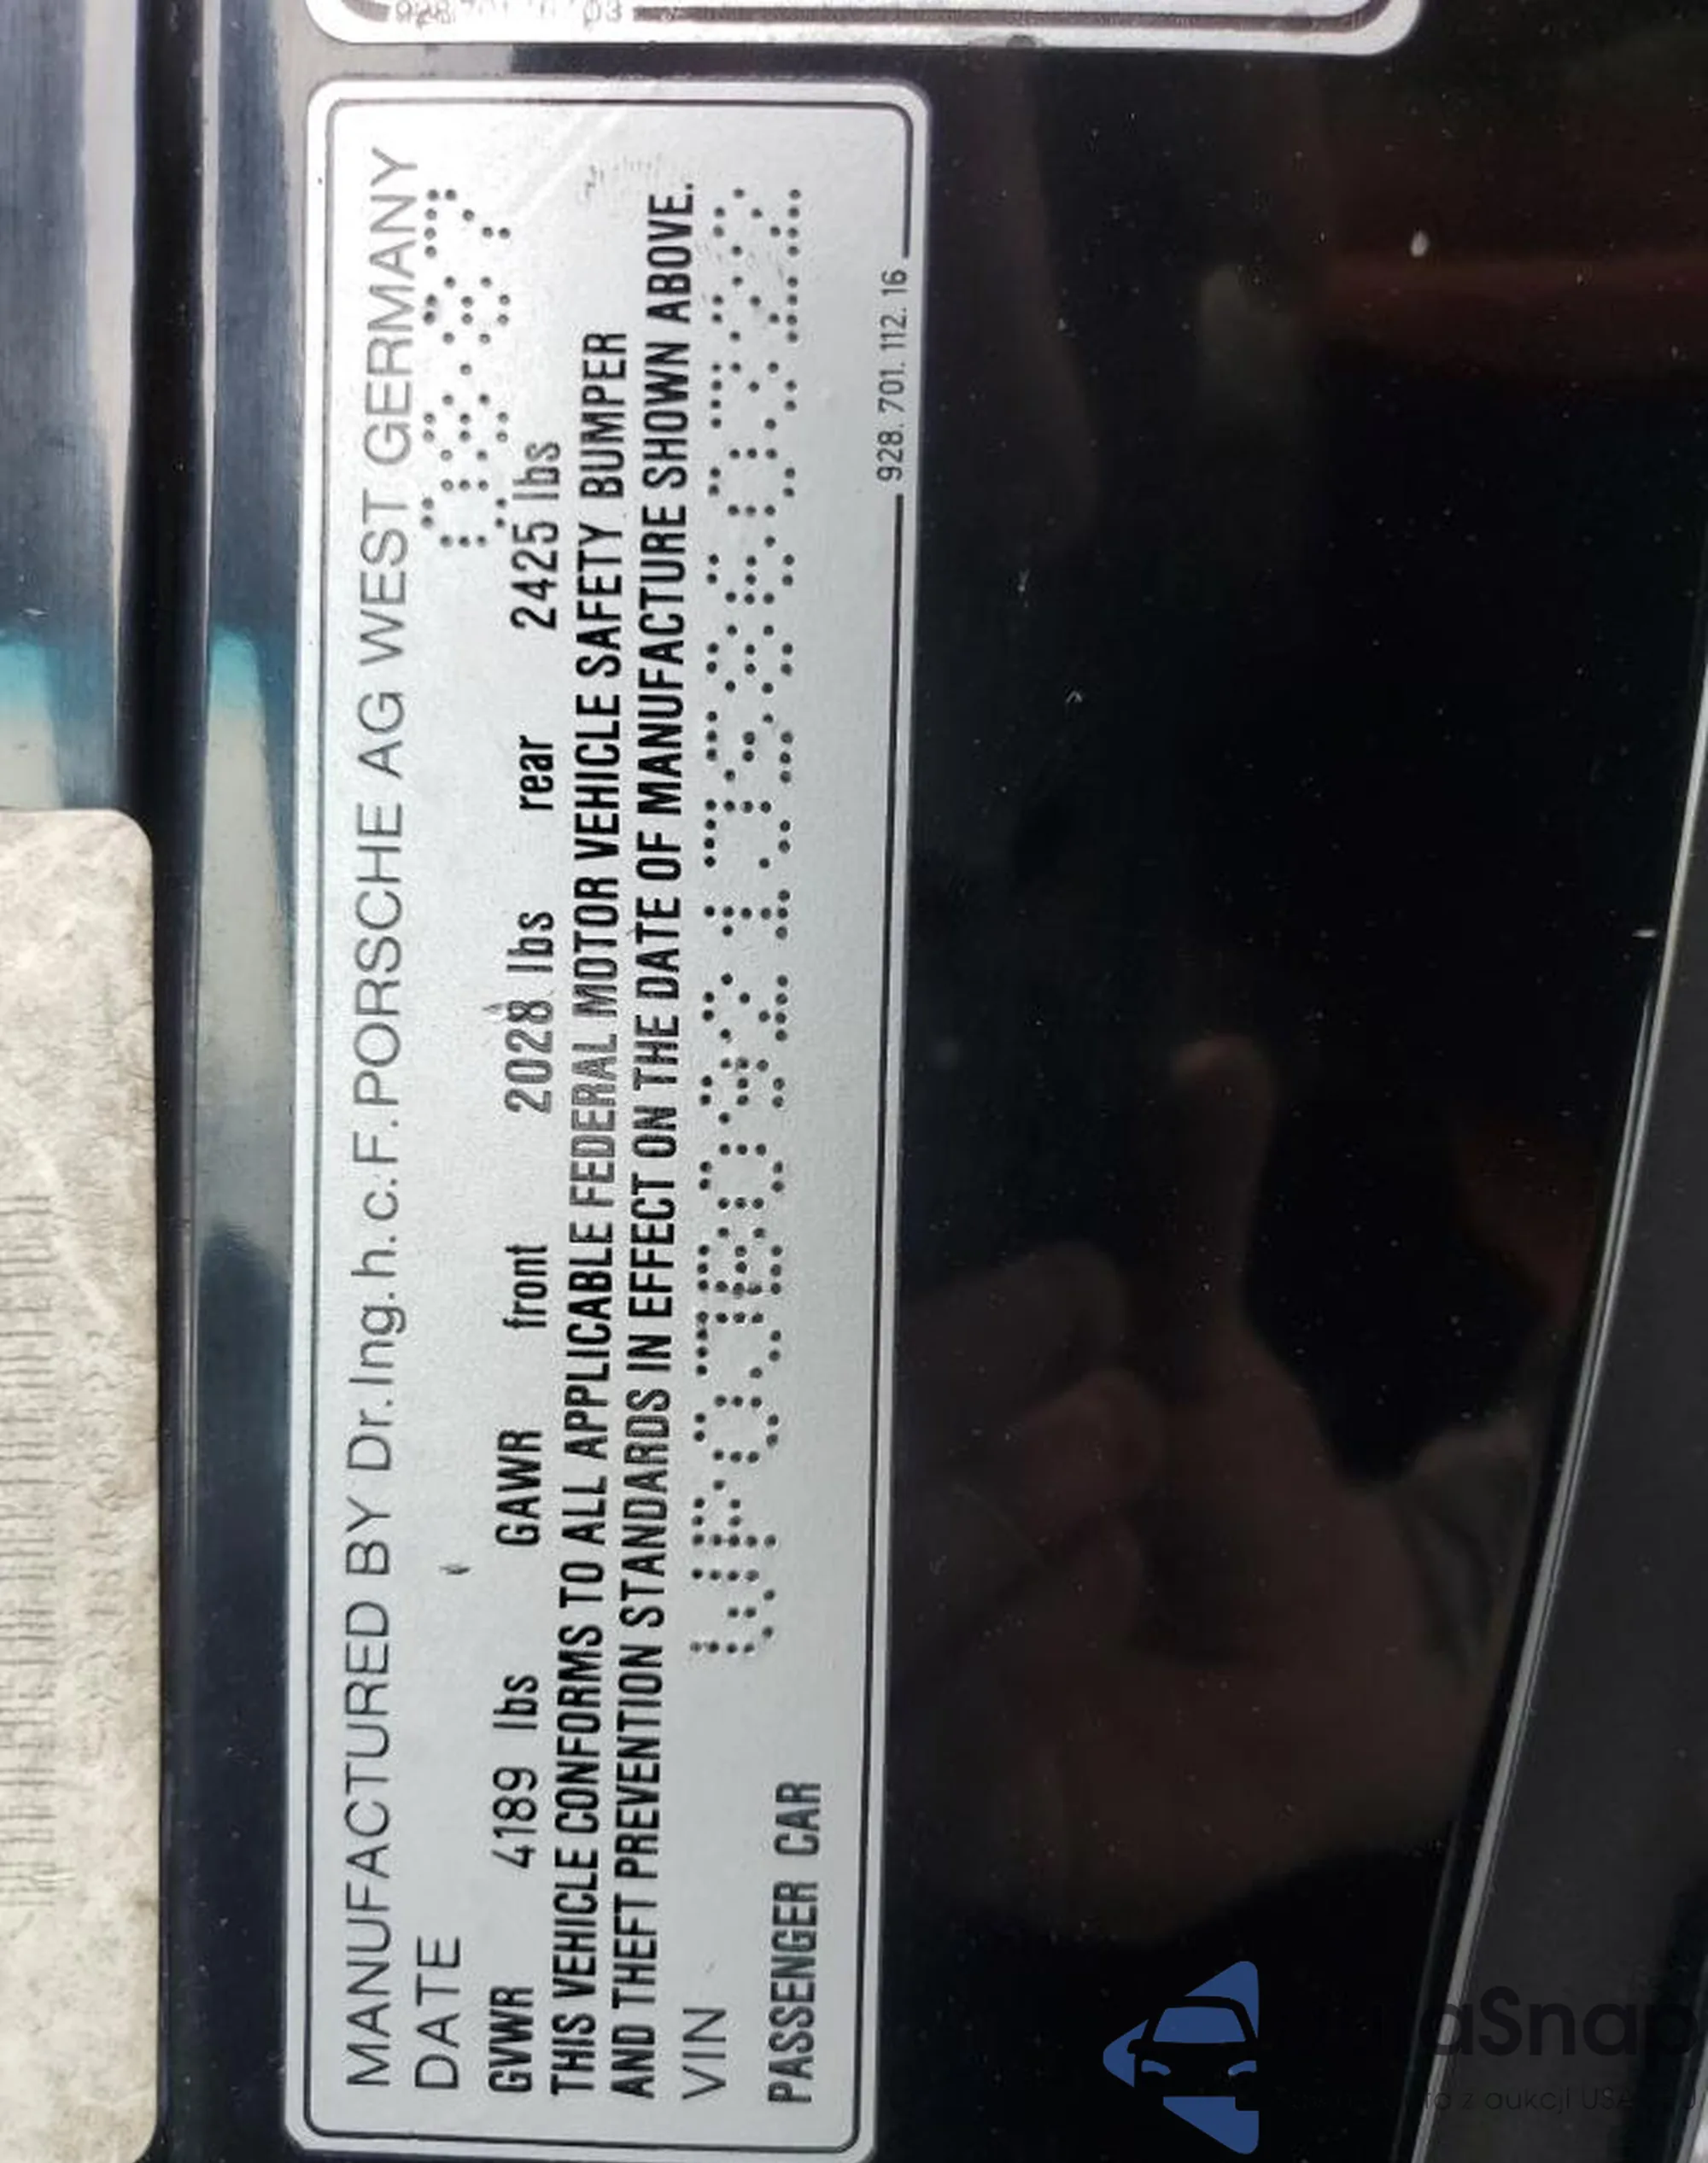 MANUFACTURED BY Dr.Ing.h.c.F.PORSCHE AG WEST GERMANY
DATE
GVWR 4189 lbs GAWR front 2028 lbs rear 2425 lbs
THIS VEHICLE CONFORMS TO ALL APPLICABLE FEDERAL MOTOR VEHICLE SAFETY BUMPER
AND THEFT PREVENTION STANDARDS IN EFFECT ON THE DATE OF MANUFACTURE SHOWN ABOVE.
VIN
PASSENGER CAR
928. 701. 112. 16
z aukcji USA